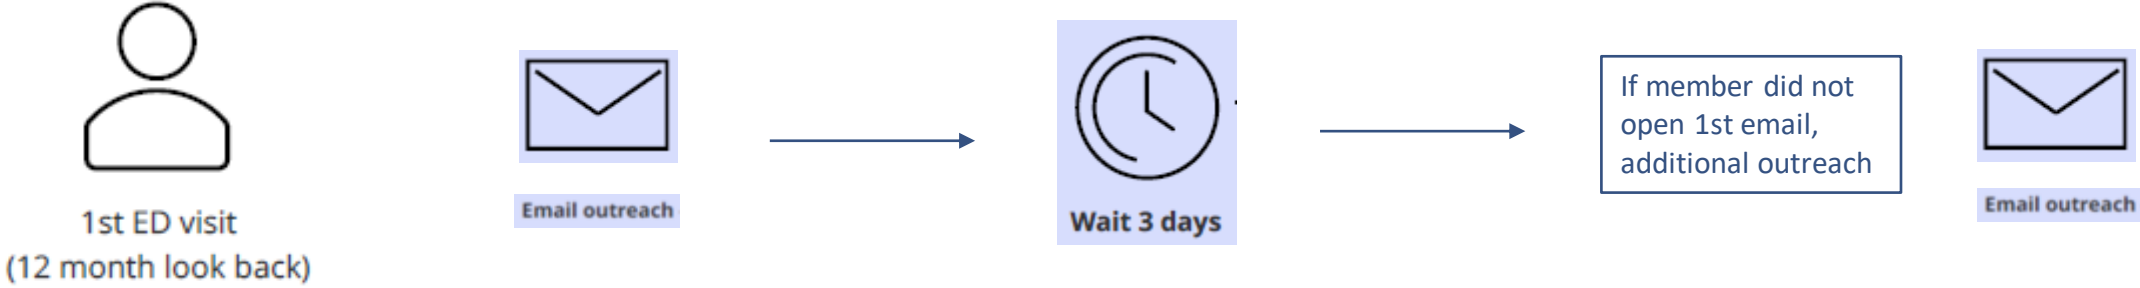 1st ED visit
(12 month look back)
Email outreach
Wait 3 days
If member did not
open 1st email,
additional outreach
Email outreach